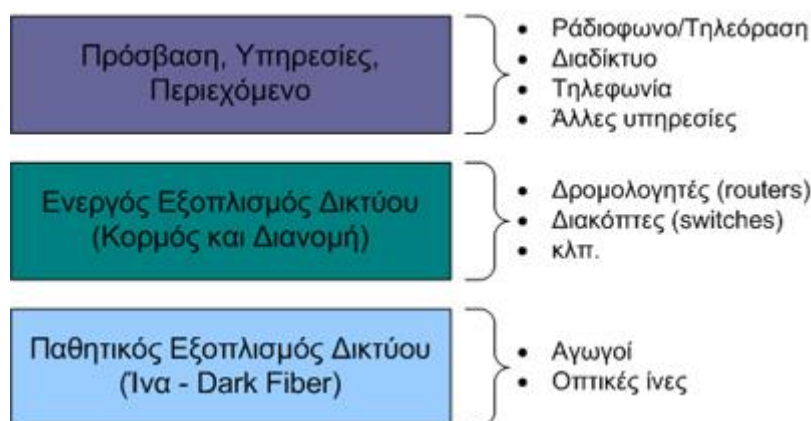 Πρόσβαση, Υπηρεσίες,
Περιεχόμενο
• Ράδιοφωνο/Τηλεόραση
• Διαδίκτυο
• Τηλεφωνία
• Άλλες υπηρεσίες
Ενεργός Εξοπλισμός Δικτύου
(Κορμός και Διανομή)
• Δρομολογητές (routers)
• Διακόπτες (switches)
• κλπ.
Παθητικός Εξοπλισμός Δικτύου
(Ίνα - Dark Fiber)
• Αγωγοί
• Οπτικές ίνες